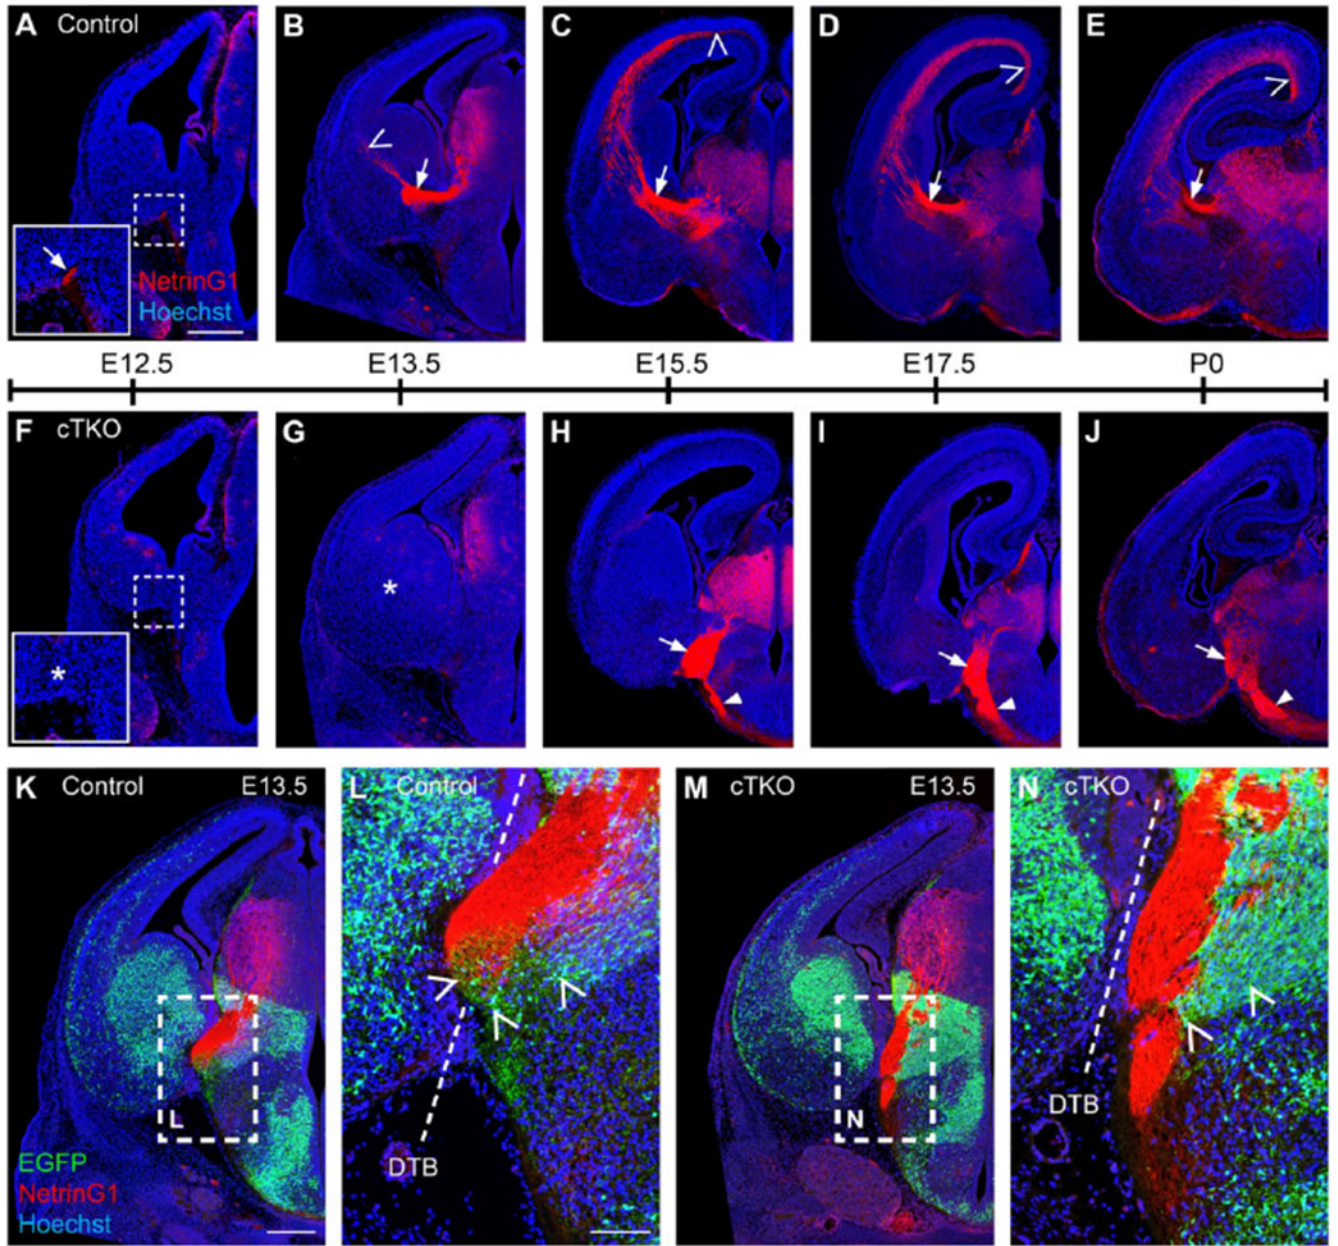 A Control
B
C
D
E
NetrinG1
Hoechst
E12.5
E13.5
E15.5
E17.5
P0
F cTKO
G
H
I
J
K Control E13.5
L Control
M cTKO E13.5
N cTKO
L
N
DTB
DTB
EGFP
NetrinG1
Hoechst